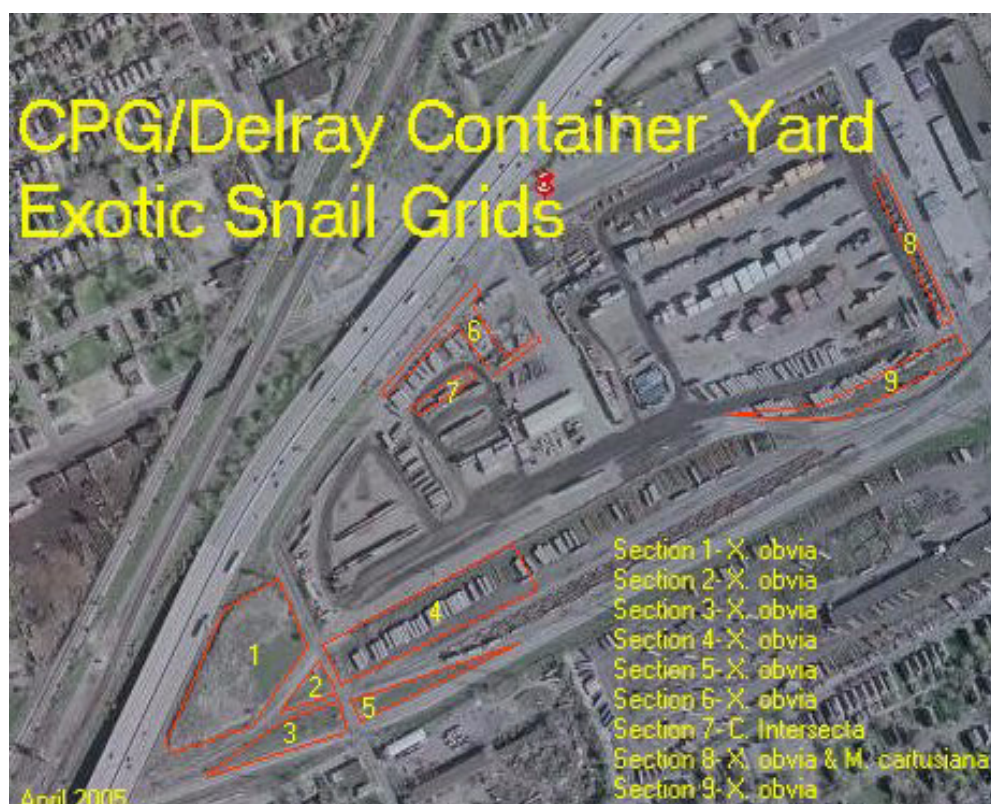 CPG/Delray Container Yard
Exotic Snail Grids
8
6
7
9
4
1
2
5
3
Section 1- X. obvia
Section 2- X. obvia
Section 3- X. obvia
Section 4- X. obvia
Section 5- X. obvia
Section 6- X. obvia
Section 7- C. Intersecta
Section 8- X. obvia & M. cartusiana
Section 9- X. obvia
April 2005